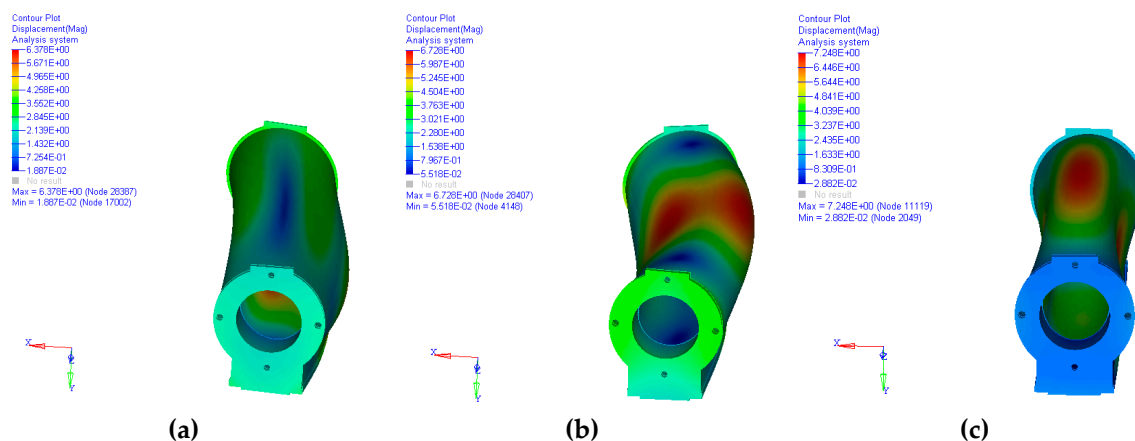 Contour Plot
Displacement(Mag)
Analysis system
6.378E+00
5.671E+00
4.965E+00
4.258E+00
3.552E+00
2.845E+00
2.139E+00
1.432E+00
7.254E-01
1.887E-02
No result
Max = 6.378E+00 (Node 28387)
Min = 1.887E-02 (Node 17002)
X
Z
Y
(a)
Contour Plot
Displacement(Mag)
Analysis system
6.728E+00
5.987E+00
5.245E+00
4.504E+00
3.763E+00
3.021E+00
2.280E+00
1.538E+00
7.967E-01
5.518E-02
No result
Max = 6.728E+00 (Node 28407)
Min = 5.518E-02 (Node 4148)
X
Z
Y
(b)
Contour Plot
Displacement(Mag)
Analysis system
7.248E+00
6.446E+00
5.644E+00
4.841E+00
4.039E+00
3.237E+00
2.435E+00
1.633E+00
8.309E-01
2.882E-02
No result
Max = 7.248E+00 (Node 11119)
Min = 2.882E-02 (Node 2049)
X
Z
Y
(c)